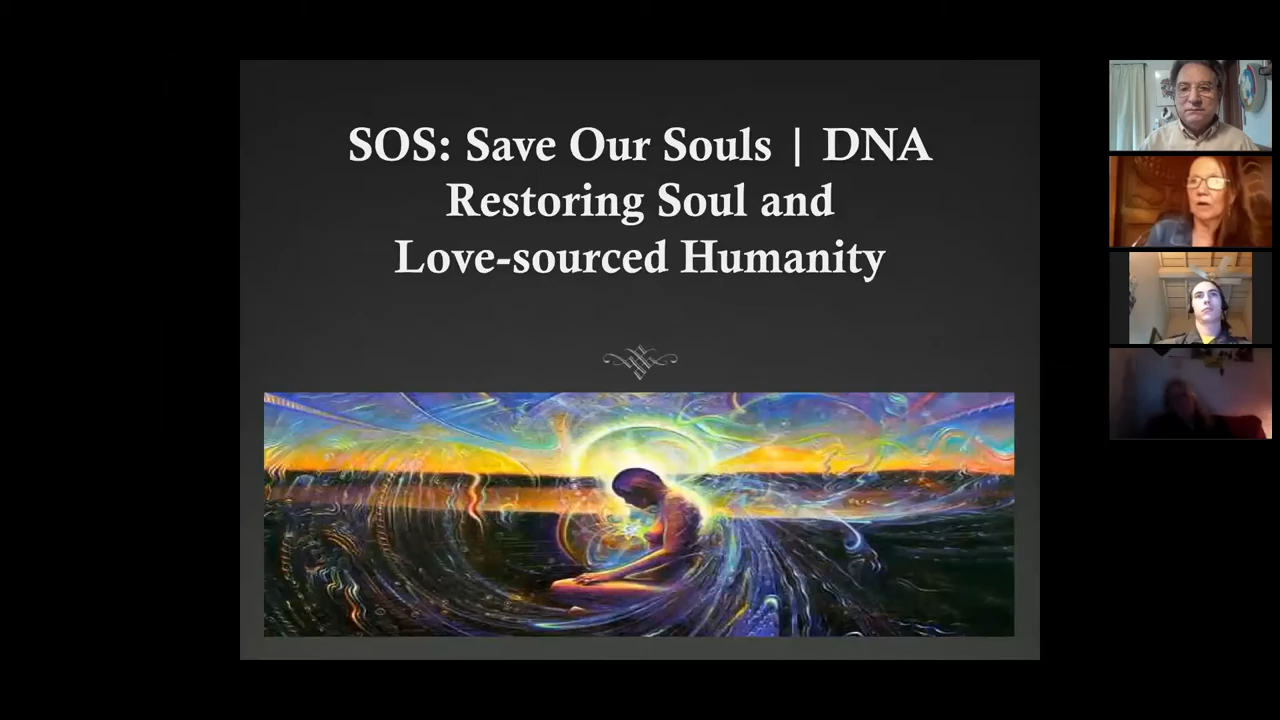 SOS: Save Our Souls | DNA
Restoring Soul and
Love-sourced Humanity